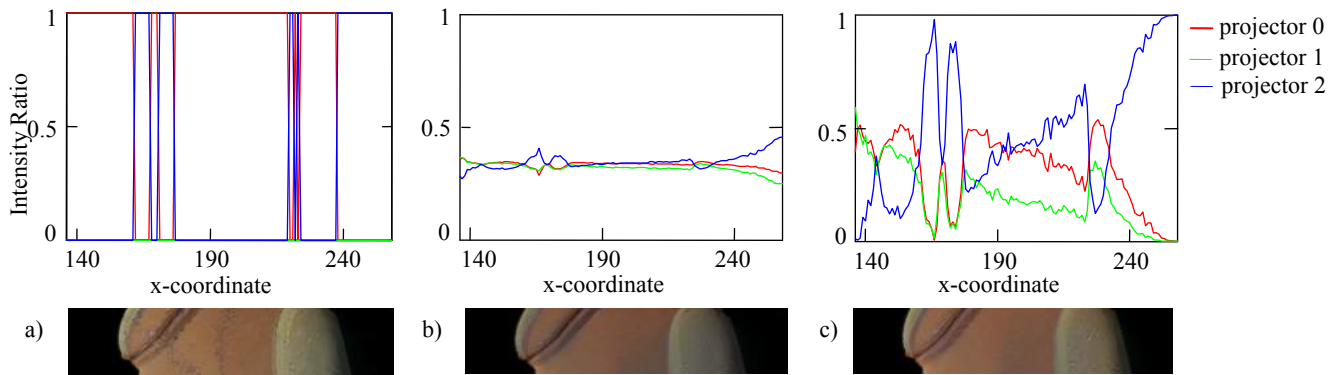 Intensity Ratio
1
0.5
0
140
190
240
x-coordinate
1
0.5
0
140
190
240
x-coordinate
1
0.5
0
140
190
240
x-coordinate
projector 0
projector 1
projector 2
a)
b)
c)